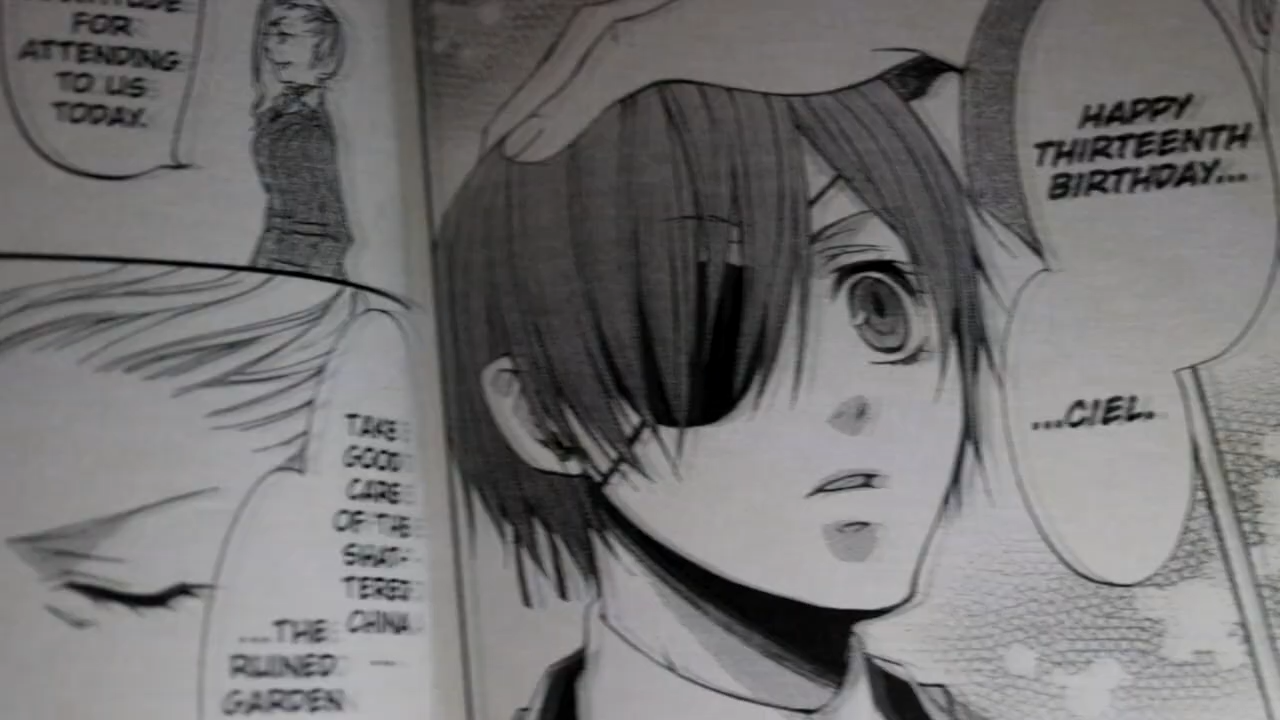 FOR
ATTENDING
TO US
TODAY.
TAKE
GOOD
CARE
OF THE
SHAT-
TERED
CHINA
...THE
RUINED
GARDEN
HAPPY
THIRTEENTH
BIRTHDAY...
...CIEL.